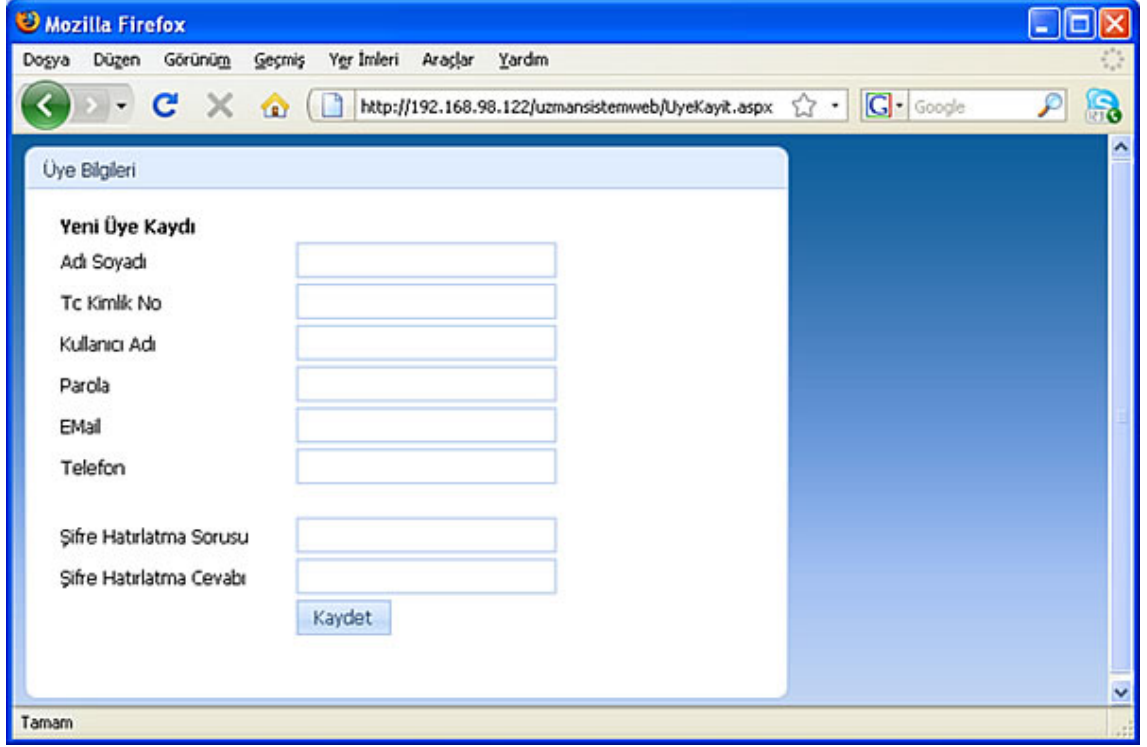 Mozilla Firefox
Dosya Düzen Görünüm Geçmiş Yer İmleri Araçlar Yardım
http://192.168.98.122/uzmansistemweb/UyeKayit.aspx G Google
Üye Bilgileri
Yeni Üye Kaydı
Adı Soyadı
Tc Kimlik No
Kullanıcı Adı
Parola
EMail
Telefon
Şifre Hatırlatma Sorusu
Şifre Hatırlatma Cevabı
Kaydet
Tamam